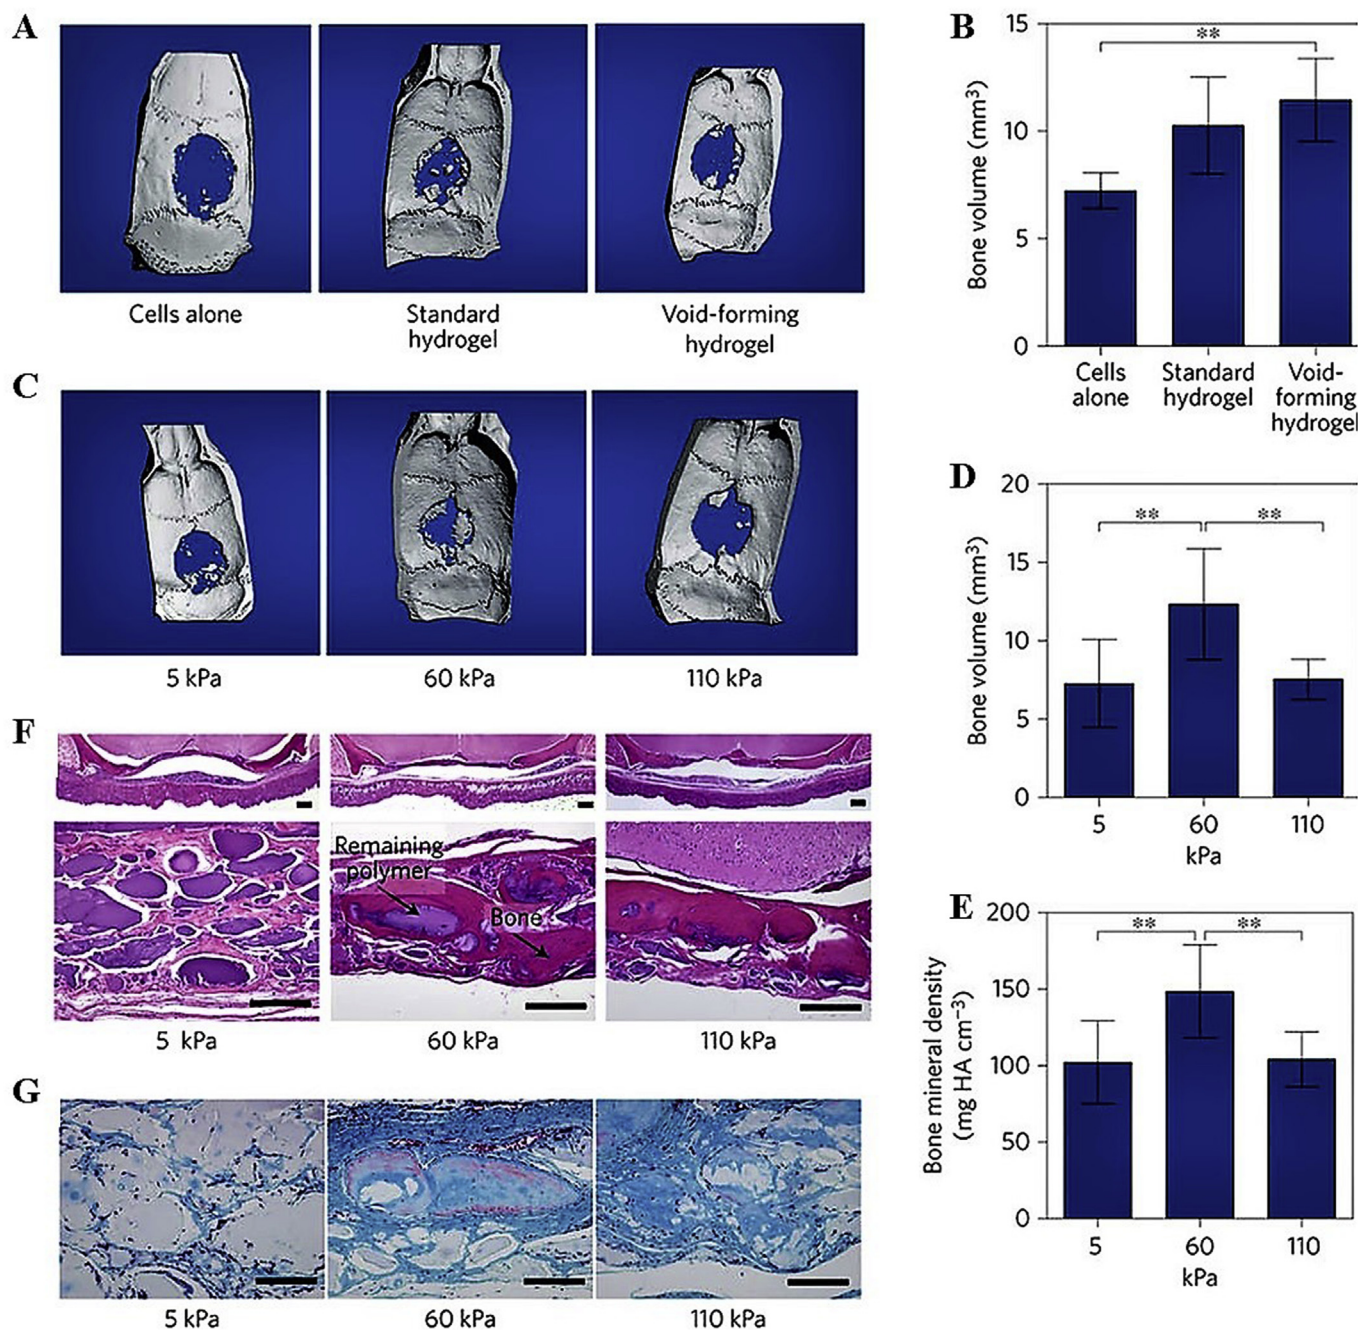 A
Cells alone
Standard
hydrogel
Void-forming
hydrogel
B
Bone volume (mm³)
15
10
5
0
**
Cells
alone
Standard
hydrogel
Void-
forming
hydrogel
C
5 kPa
60 kPa
110 kPa
D
Bone volume (mm³)
20
15
10
5
0
**
**
5
60
110
kPa
F
Remaining
polymer
Bone
5 kPa
60 kPa
110 kPa
E
Bone mineral density
(mg HA cm⁻³)
200
150
100
50
0
**
**
5
60
110
kPa
G
5 kPa
60 kPa
110 kPa